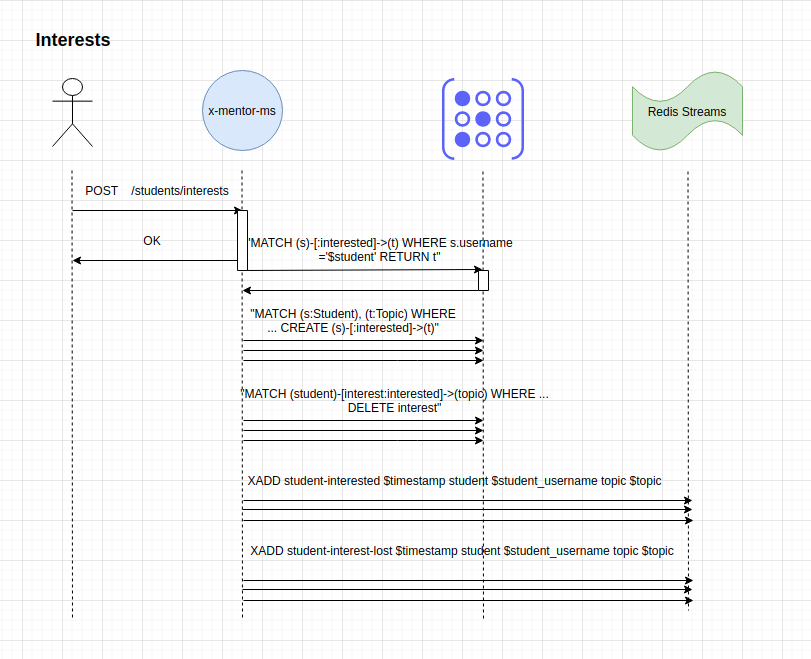 Interests
x-mentor-ms
Redis Streams
POST /students/interests
OK
"MATCH (s)-[:interested]->(t) WHERE s.username
='$student' RETURN t"
"MATCH (s:Student), (t:Topic) WHERE
... CREATE (s)-[:interested]->(t)"
"MATCH (student)-[interest:interested]->(topic) WHERE ...
DELETE interest"
XADD student-interested $timestamp student $student_username topic $topic
XADD student-interest-lost $timestamp student $student_username topic $topic